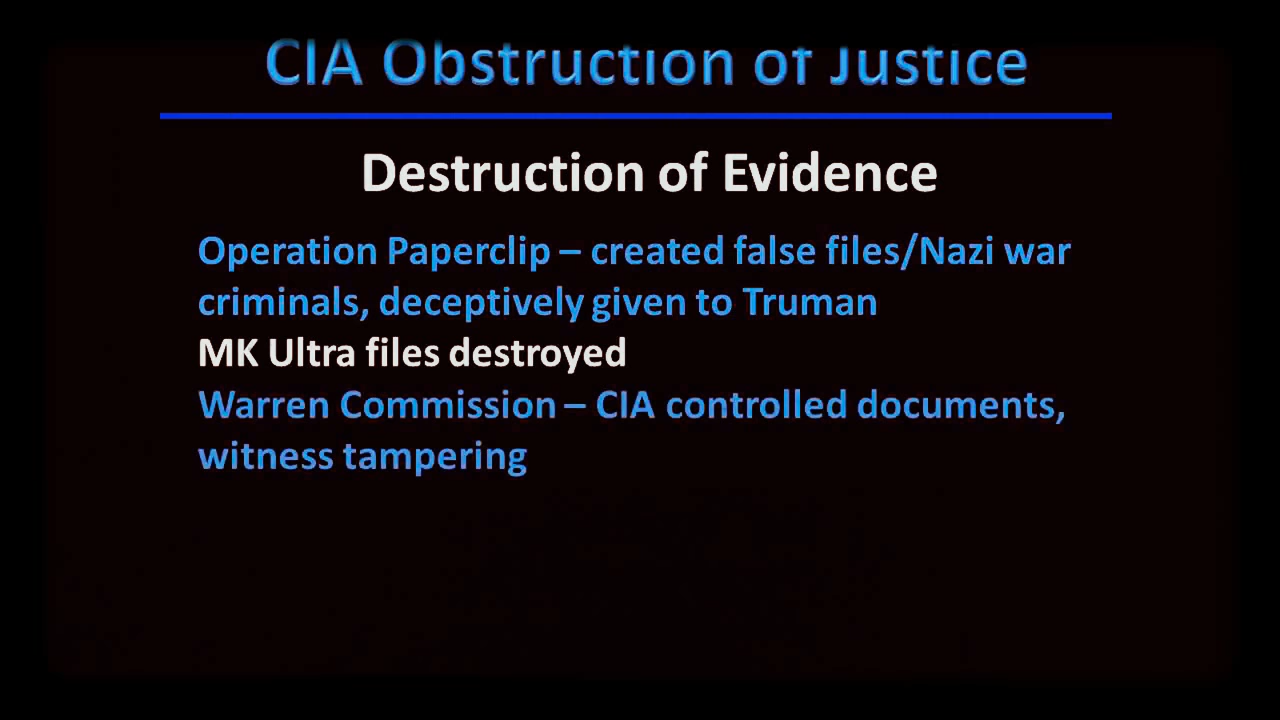 CIA Obstruction of Justice
Destruction of Evidence
Operation Paperclip – created false files/Nazi war
criminals, deceptively given to Truman
MK Ultra files destroyed
Warren Commission – CIA controlled documents,
witness tampering